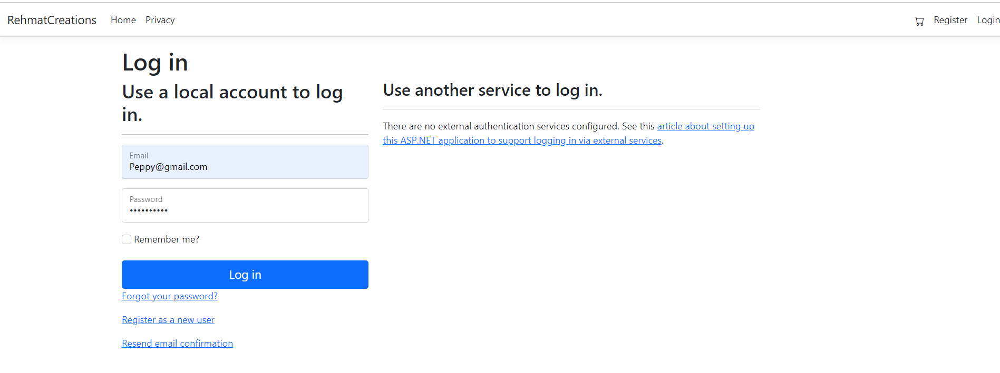 RehmatCreations Home Privacy Register Login
Log in
Use a local account to log
in.
Email
Peppy@gmail.com
Password
••••••••••
Remember me?
Log in
Forgot your password?
Register as a new user
Resend email confirmation
Use another service to log in.
There are no external authentication services configured. See this article about setting up
this ASP.NET application to support logging in via external services.